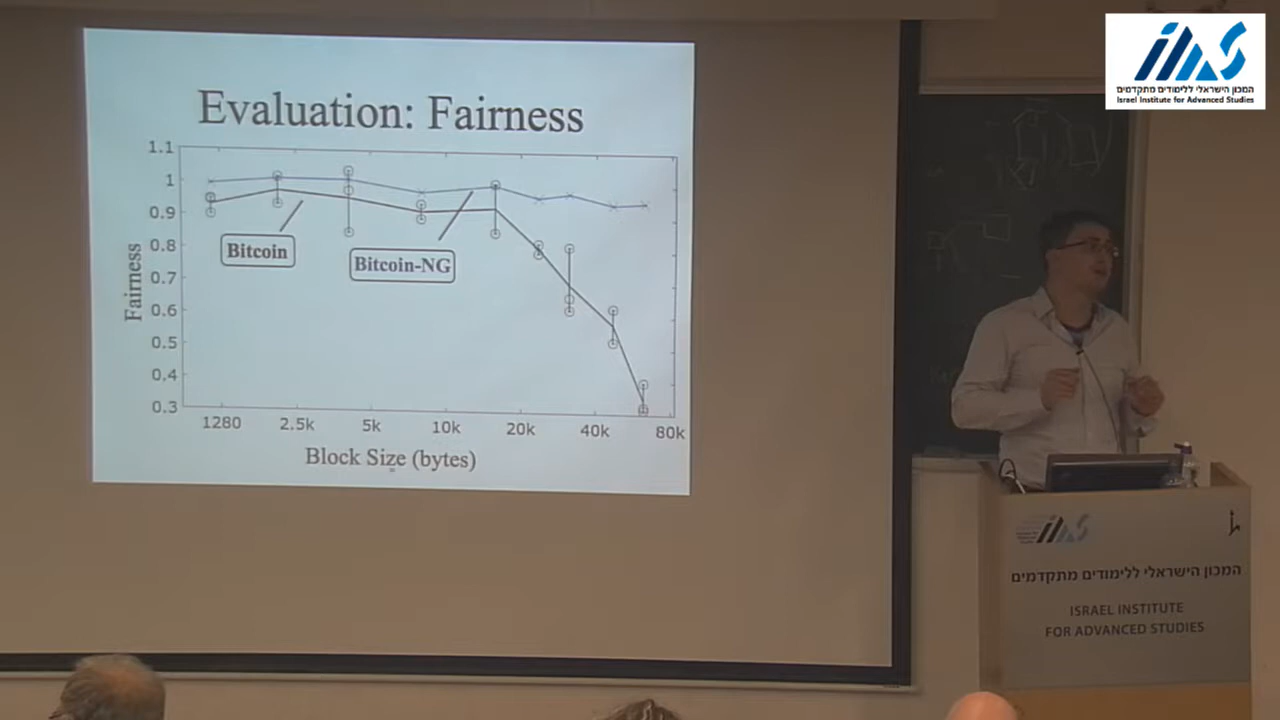 Evaluation: Fairness
1.1
1
0.9
0.8
0.7
0.6
0.5
0.4
0.3
Fairness
Bitcoin
Bitcoin-NG
1280 2.5k 5k 10k 20k 40k 80k
Block Size (bytes)
המכון הישראלי ללימודים מתקדמים
Israel Institute for Advanced Studies
המכון הישראלי ללימודים מתקדמים
ISRAEL INSTITUTE
FOR ADVANCED STUDIES